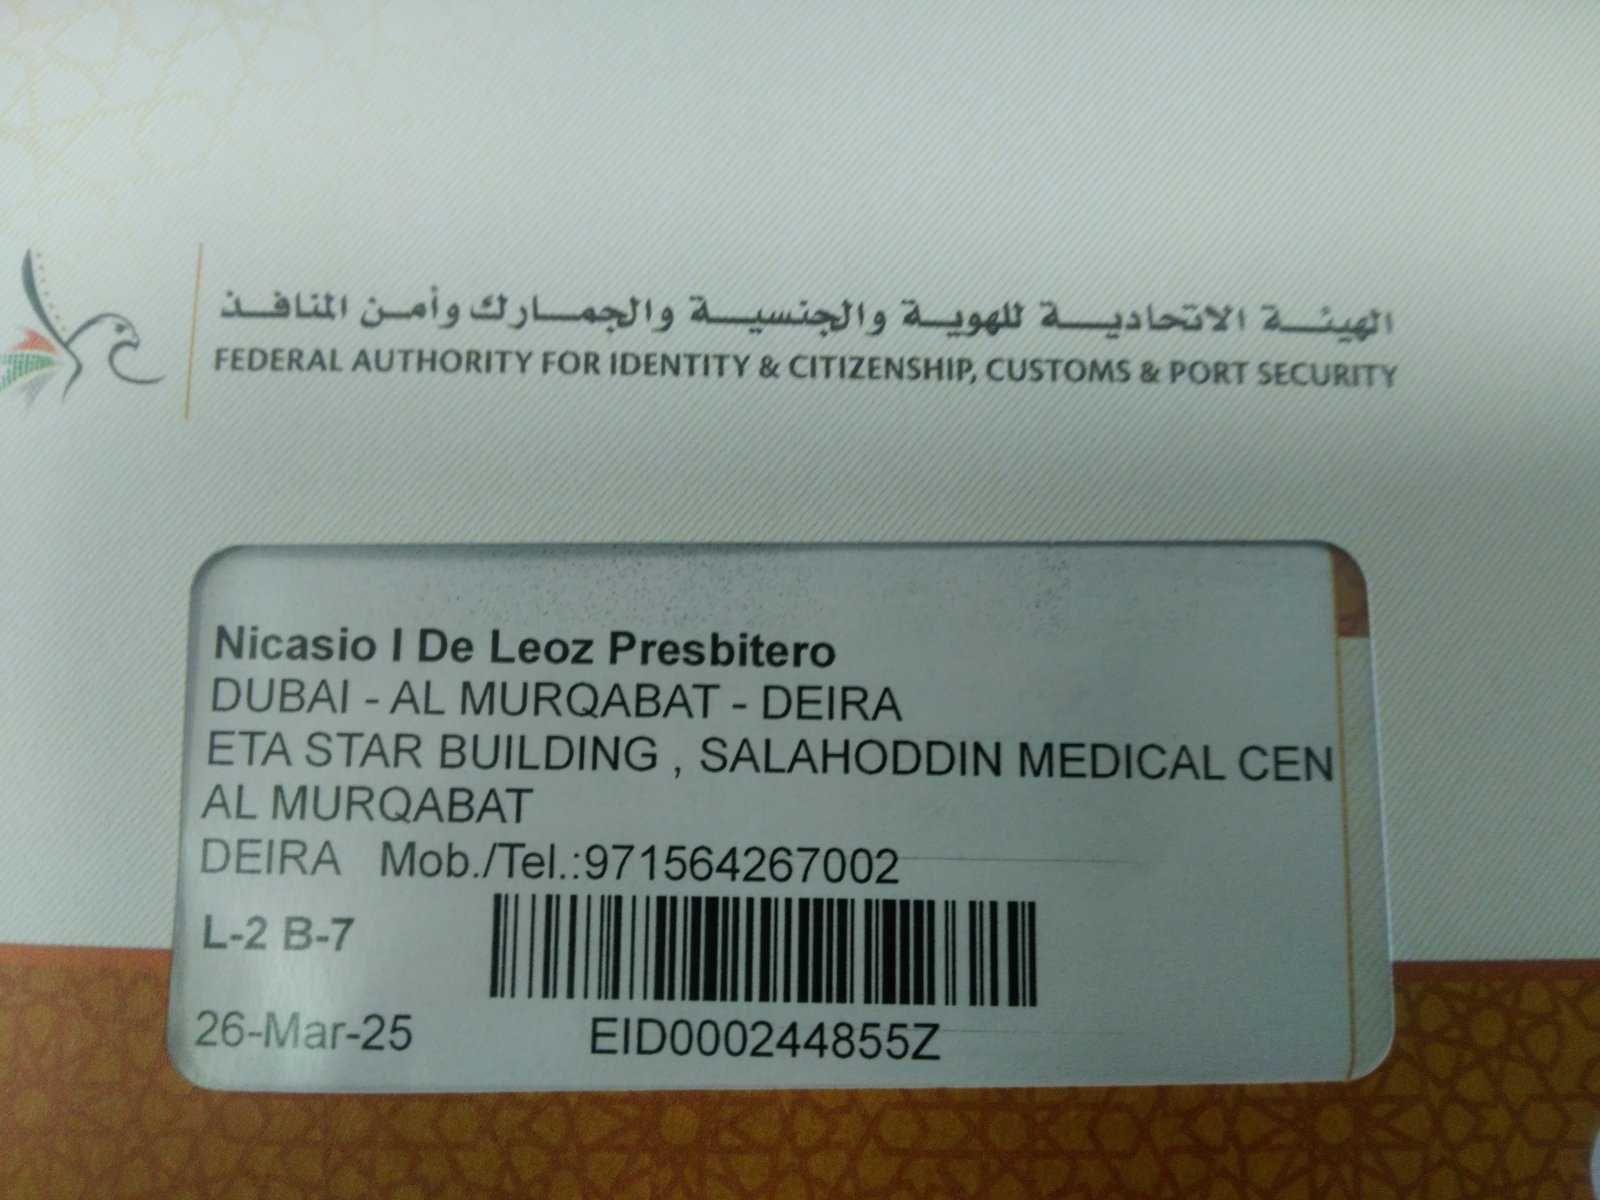 الهيئة الاتحادية للهوية والجنسية والجمارك وأمن المنافذ
FEDERAL AUTHORITY FOR IDENTITY & CITIZENSHIP, CUSTOMS & PORT SECURITY
Nicasio I De Leoz Presbitero
DUBAI - AL MURQABAT - DEIRA
ETA STAR BUILDING , SALAHODDIN MEDICAL CEN
AL MURQABAT
DEIRA Mob./Tel.:971564267002
L-2 B-7
26-Mar-25 EID000244855Z